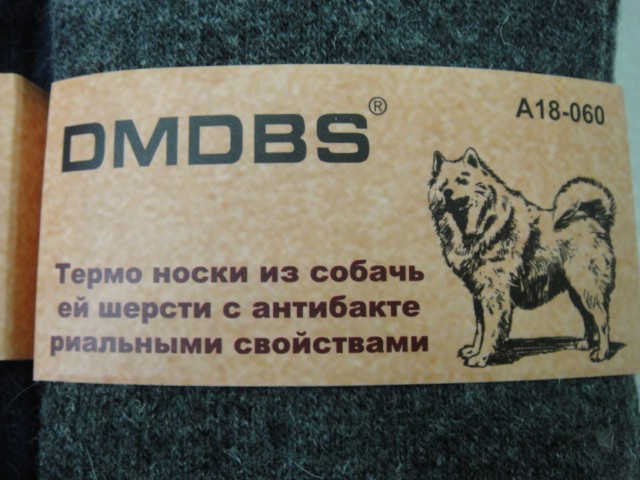 DMDBS®
A18-060
Термо носки из собачь
ей шерсти с антибакте
риальными свойствами